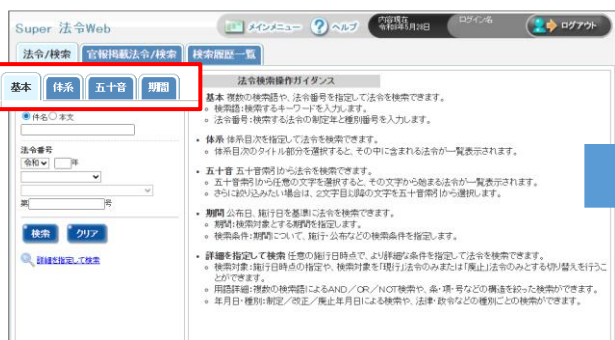 Super 法令Web
メインメニュー
ヘルプ
内容現在
令和6年5月28日
ログイン名
ログアウト
法令/検索
官報掲載法令/検索
検索履歴一覧
基本
体系
五十音
期間
件名 本文
法令番号
令和 年
第 号
検索
クリア
詳細を指定して検索
法令検索操作ガイダンス
・基本 複数の検索語や、法令番号を指定して法令を検索できます。
検索語:検索するキーワードを入力します。
法令番号:検索する法令の制定年と種別番号を入力します。
・体系 体系目次を指定して法令を検索できます。
体系目次のタイトル部分を選択すると、その中に含まれる法令が一覧表示されます。
・五十音 五十音索引から法令を検索できます。
五十音索引から任意の文字を選択すると、その文字から始まる法令が一覧表示されます。
さらに絞り込みたい場合は、2文字目以降の文字を五十音索引から選択します。
・期間 公布日、施行日を基準に法令を検索できます。
期間:検索対象とする期間を指定します。
検索条件:期間について、施行・公布などの検索条件を指定します。
・詳細を指定して検索 任意の施行日時点で、より詳細な条件を指定して法令を検索できます。
検索対象:施行日時点の指定や、検索対象を「現行」法令のみまたは「廃止」法令のみとする切り替えを行うこ
とができます。
用語詳細:複数の検索語によるAND/OR/NOT検索や、条・項・号などの構造を絞った検索ができます。
年月日・種別:制定/改正/廃止年月日による検索や、法律・政令などの種別ごとの検索ができます。